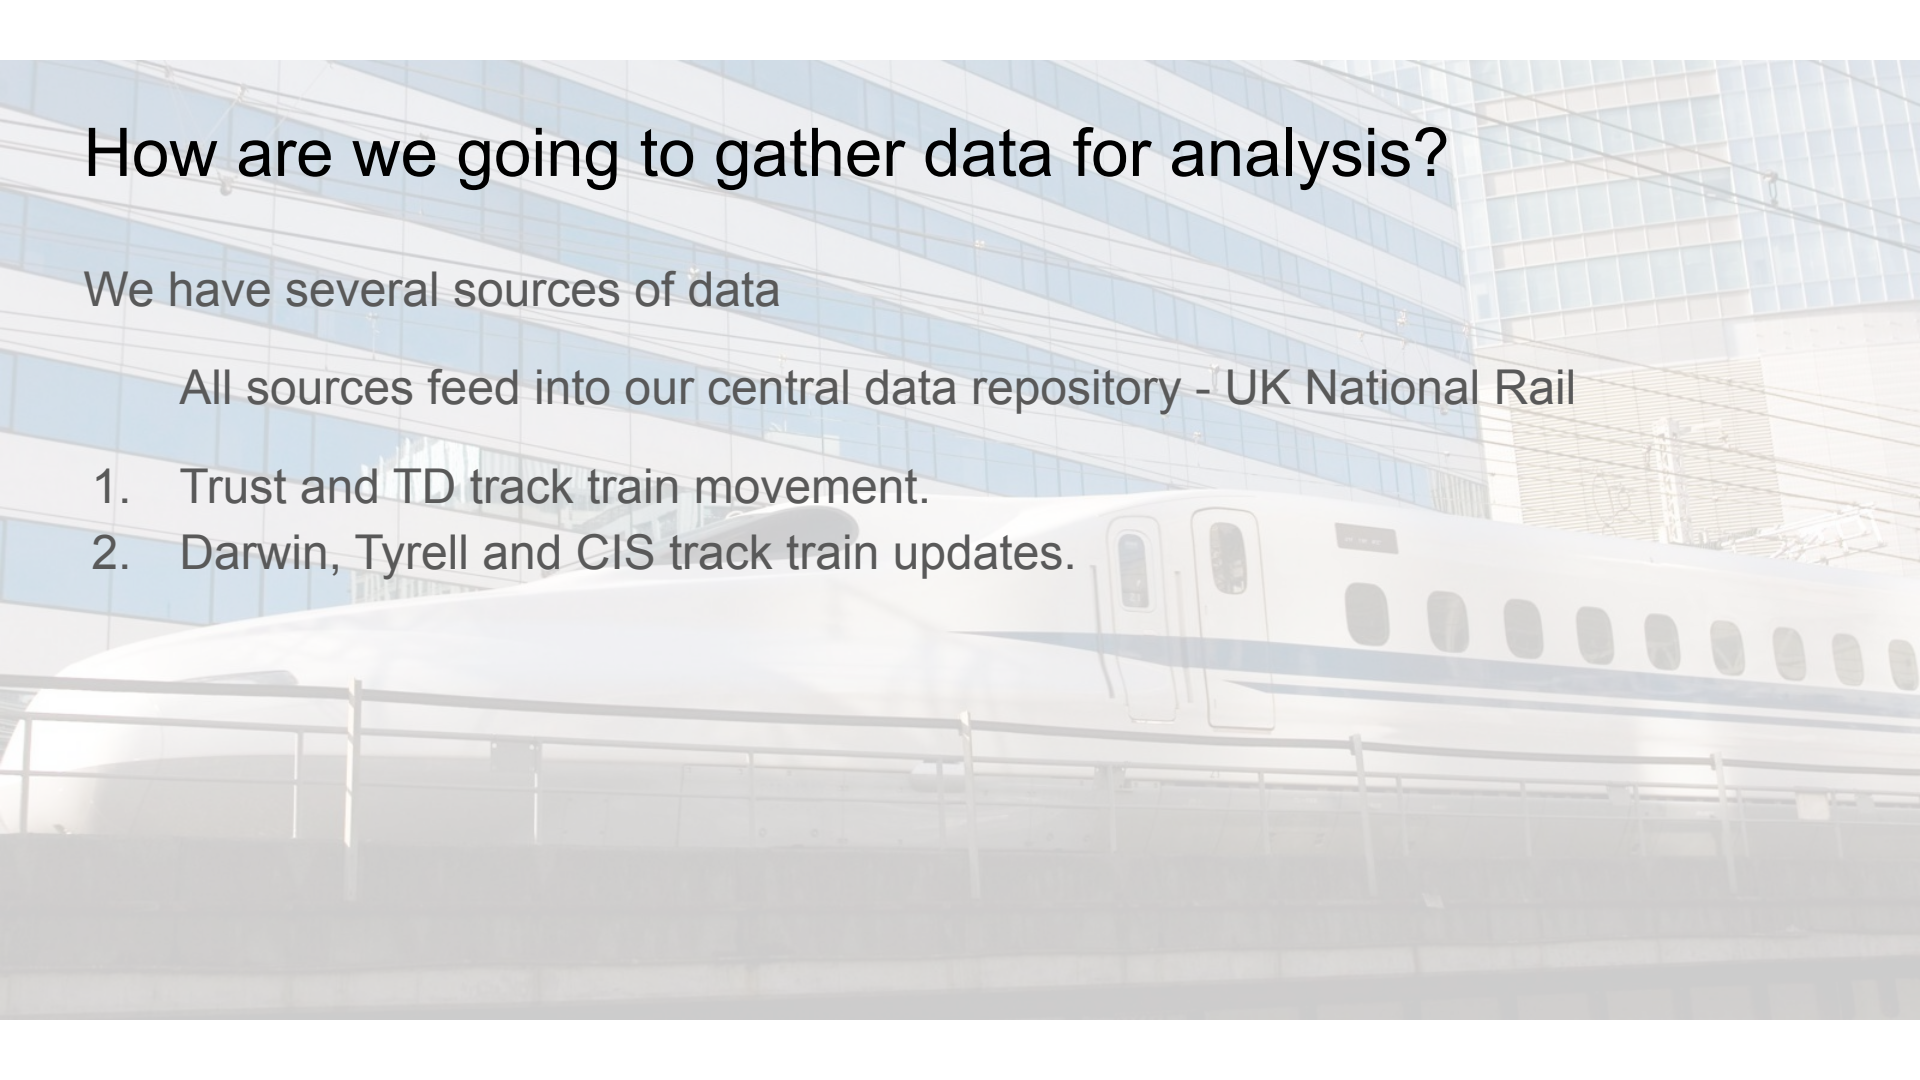 How are we going to gather data for analysis?
We have several sources of data
All sources feed into our central data repository - UK National Rail
1. Trust and TD track train movement.
2. Darwin, Tyrell and CIS track train updates.